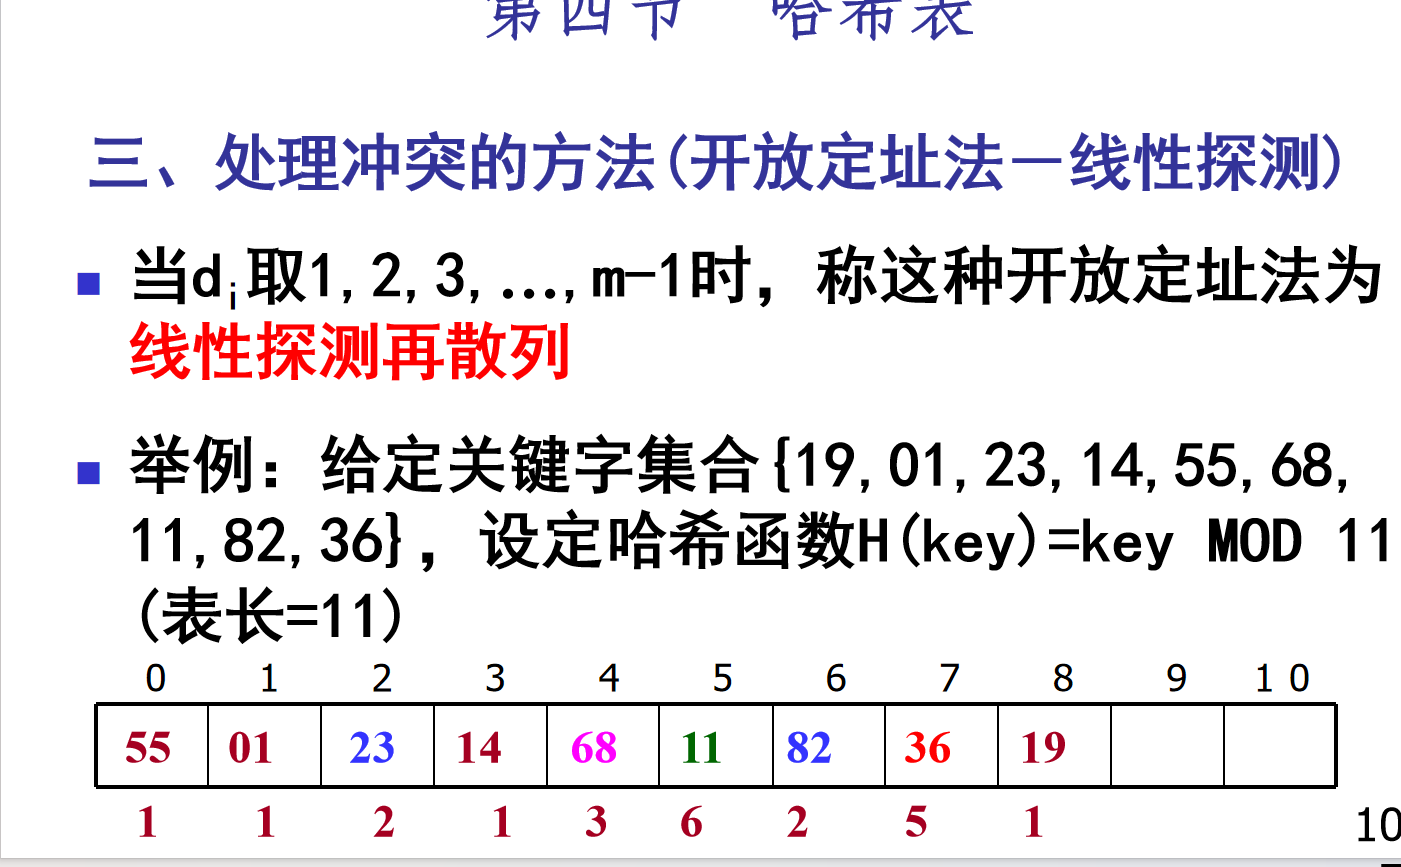 第四节 哈希表
三、处理冲突的方法(开放定址法－线性探测)
当di取1,2,3,…,m-1时，称这种开放定址法为
线性探测再散列
举例：给定关键字集合{19,01,23,14,55,68,
11,82,36}，设定哈希函数H(key)=key MOD 11
(表长=11)
0 1 2 3 4 5 6 7 8 9 10
55 01 23 14 68 11 82 36 19
1 1 2 1 3 6 2 5 1
10